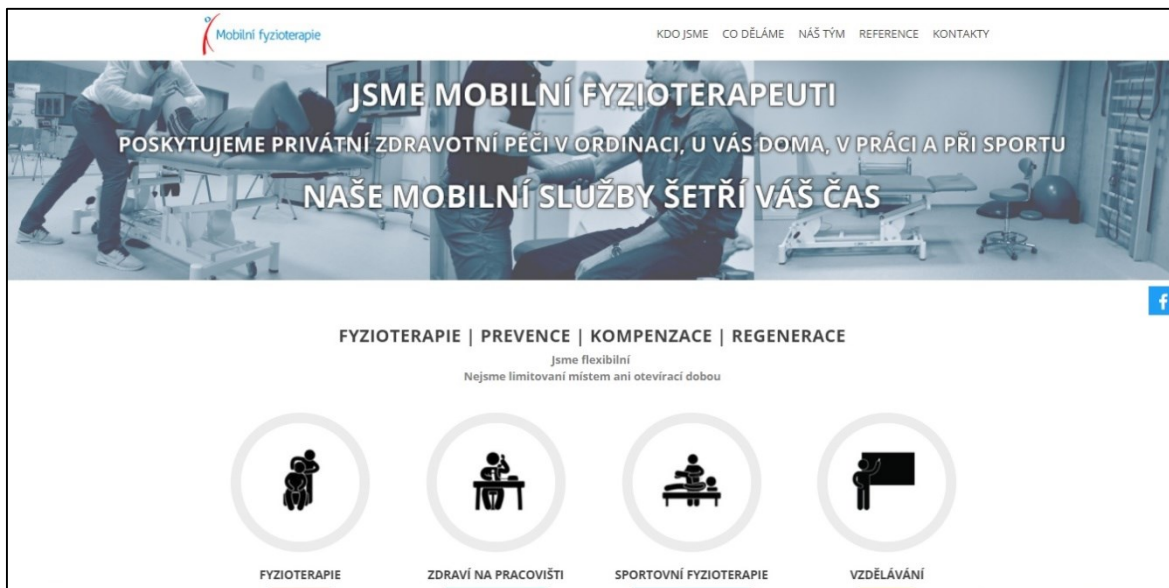 Mobilní fyzioterapie
KDO JSME CO DĚLÁME NÁŠ TÝM REFERENCE KONTAKTY
JSME MOBILNÍ FYZIOTERAPEUTI
POSKYTUJEME PRIVÁTNÍ ZDRAVOTNÍ PÉČI V ORDINACI, U VÁS DOMA, V PRÁCI A PŘI SPORTU
NAŠE MOBILNÍ SLUŽBY ŠETŘÍ VÁŠ ČAS
FYZIOTERAPIE | PREVENCE | KOMPENZACE | REGENERACE
Jsme flexibilní
Nejsme limitovaní místem ani otevírací dobou
FYZIOTERAPIE ZDRAVÍ NA PRACOVIŠTI SPORTOVNÍ FYZIOTERAPIE VZDĚLÁVÁNÍ